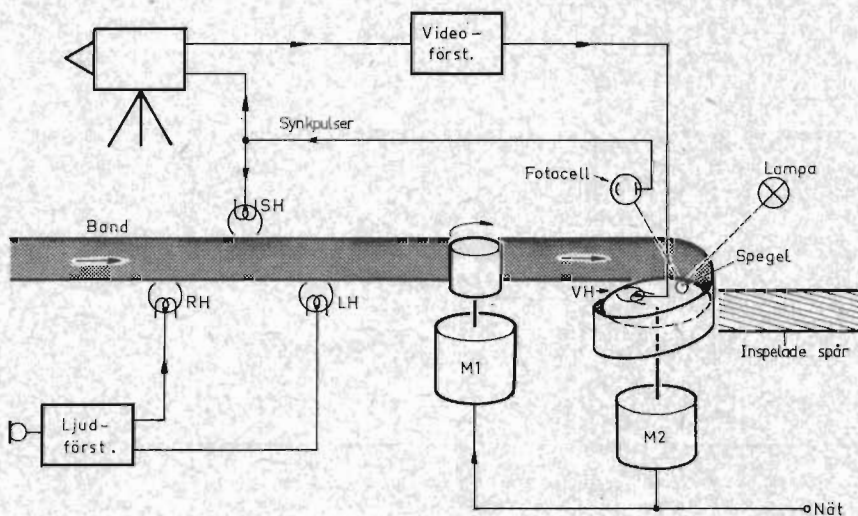 Video-
först.
Synkpulser
Fotocell
Lampa
Band
SH
Spegel
RH
LH
VH
M1
Inspelade spår
Ljud-
först.
M2
Nät